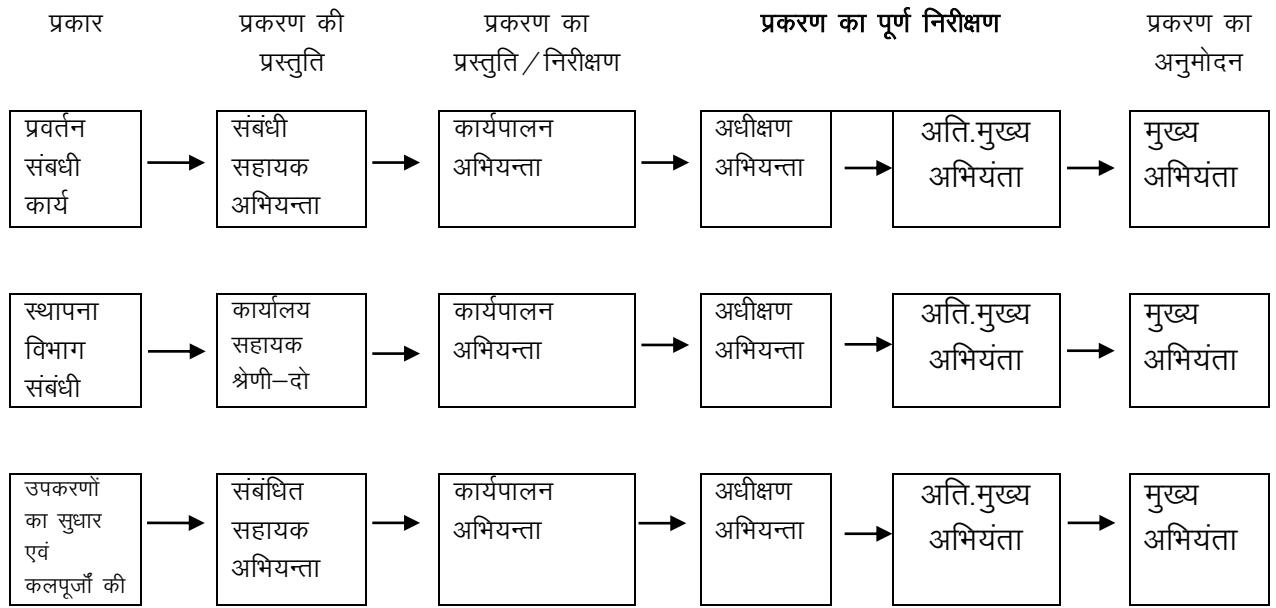 प्रकार
प्रकरण की
प्रस्तुति
प्रकरण का
प्रस्तुति / निरीक्षण
प्रकरण का पूर्ण निरीक्षण
प्रकरण का
अनुमोदन
प्रवर्तन
संबधी
कार्य
संबंधी
सहायक
अभियन्ता
कार्यपालन
अभियन्ता
अधीक्षण
अभियन्ता
अति.मुख्य
अभियंता
मुख्य
अभियंता
स्थापना
विभाग
संबंधी
कार्यालय
सहायक
श्रेणी–दो
कार्यपालन
अभियन्ता
अधीक्षण
अभियन्ता
अति.मुख्य
अभियंता
मुख्य
अभियंता
उपकरणों
का सुधार
एवं
कलपूर्जों की
संबंधित
सहायक
अभियन्ता
कार्यपालन
अभियन्ता
अधीक्षण
अभियन्ता
अति.मुख्य
अभियंता
मुख्य
अभियंता